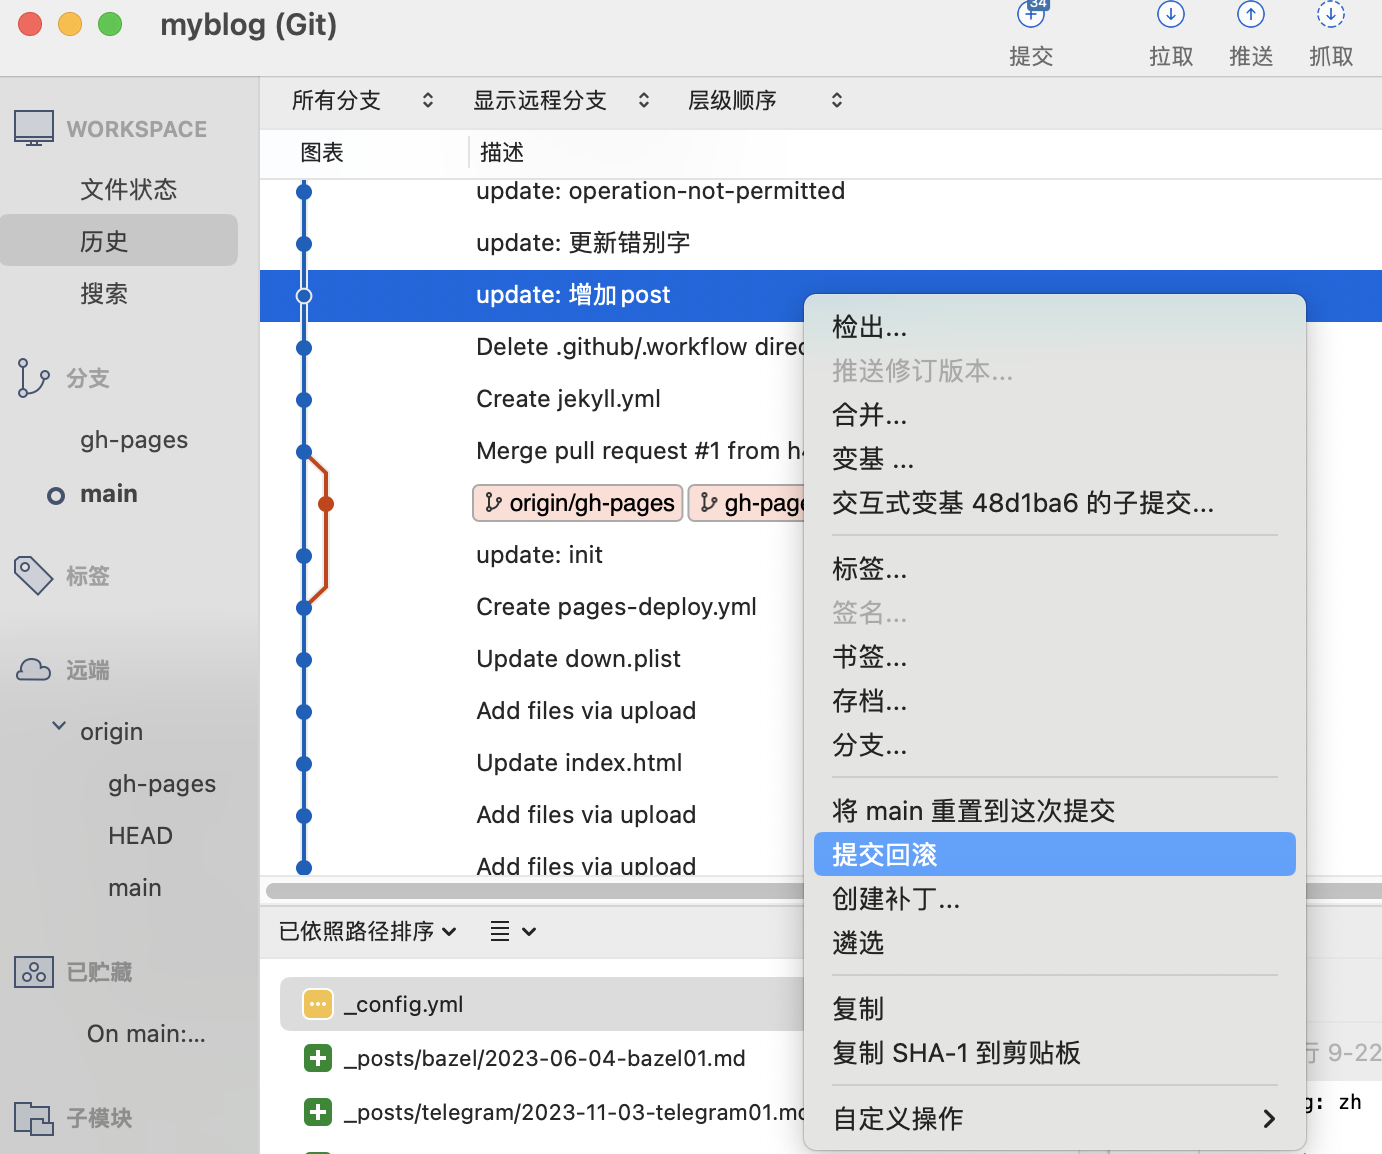 myblog (Git)
34
提交
拉取
推送
抓取
WORKSPACE
文件状态
历史
搜索
分支
gh-pages
main
标签
远端
origin
gh-pages
HEAD
main
已贮藏
On main:...
子模块
所有分支
显示远程分支
层级顺序
图表
描述
update: operation-not-permitted
update: 更新错别字
update: 增加post
Delete .github/.workflow direc
Create jekyll.yml
Merge pull request #1 from h4
origin/gh-pages
gh-page
update: init
Create pages-deploy.yml
Update down.plist
Add files via upload
Update index.html
Add files via upload
Add files via upload
已依照路径排序
_config.yml
_posts/bazel/2023-06-04-bazel01.md
_posts/telegram/2023-11-03-telegram01.md
检出...
推送修订版本...
合并...
变基 ...
交互式变基 48d1ba6 的子提交...
标签...
签名...
书签...
存档...
分支...
将 main 重置到这次提交
提交回滚
创建补丁...
遴选
复制
复制 SHA-1 到剪贴板
自定义操作
行 9-22
g: zh